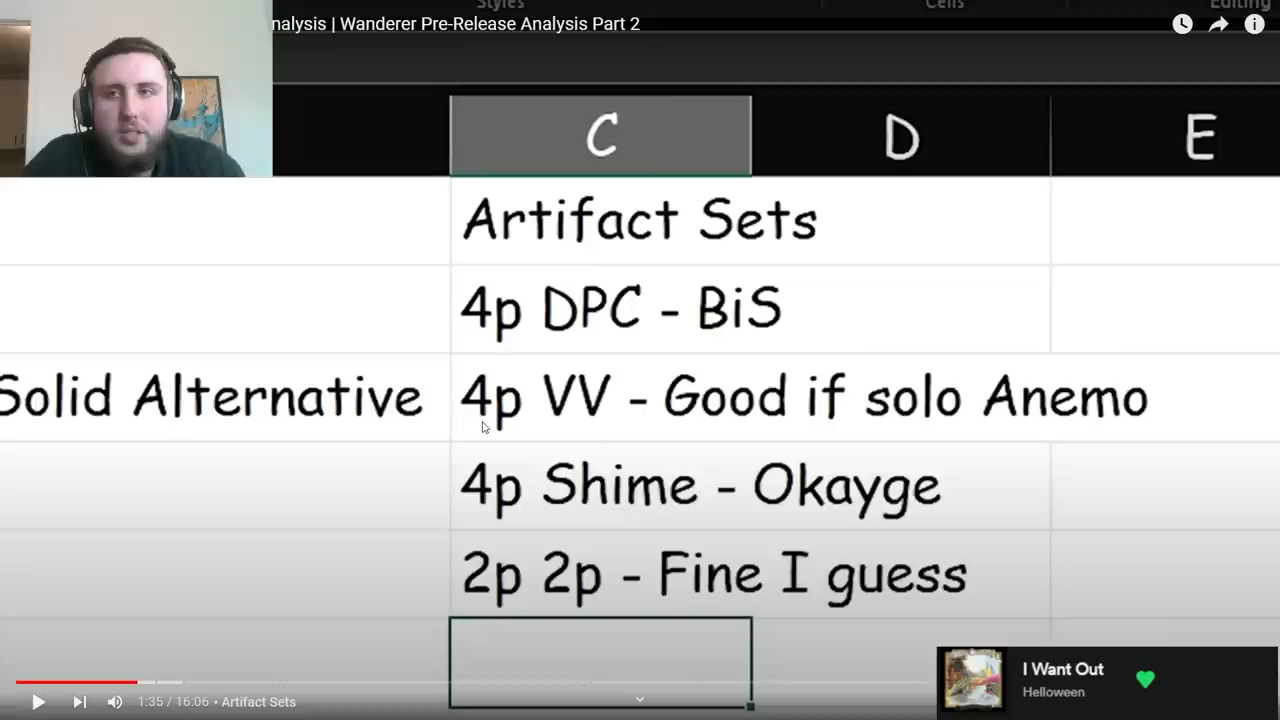 Styles
Cells
Editing
nalysis | Wanderer Pre-Release Analysis Part 2
C
D
E
Artifact Sets
4p DPC - BiS
Solid Alternative
4p VV - Good if solo Anemo
4p Shime - Okayge
2p 2p - Fine I guess
I Want Out
Helloween
1:35 / 16:06 • Artifact Sets